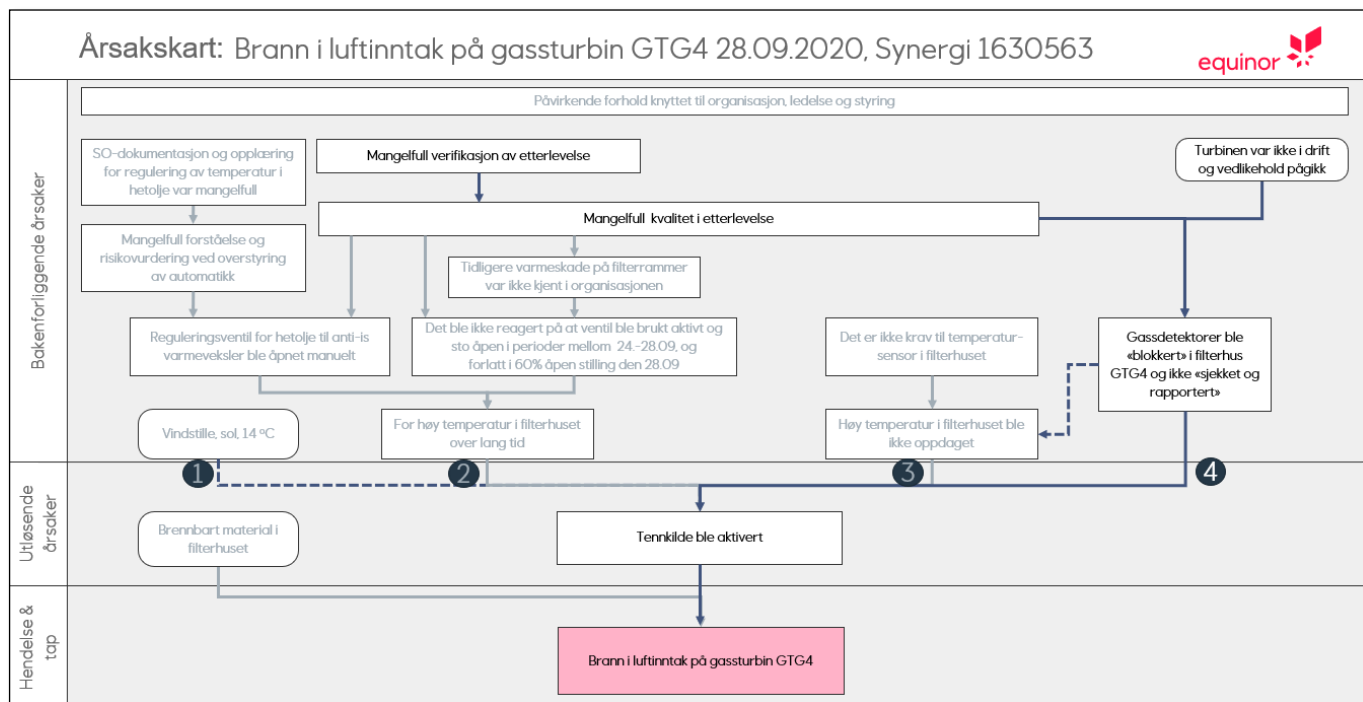 Årsakskart: Brann i luftinntak på gassturbin GTG4 28.09.2020, Synergi 1630563
equinor
Bakenforliggende årsaker
Påvirkende forhold knyttet til organisasjon, ledelse og styring
SO-dokumentasjon og opplæring
for regulering av temperatur i
hetolje var mangelfull
Mangelfull verifikasjon av etterlevelse
Turbinen var ikke i drift
og vedlikehold pågikk
Mangelfull kvalitet i etterlevelse
Mangelfull forståelse og
risikovurdering ved overstyring
av automatikk
Tidligere varmeskade på filterrammer
var ikke kjent i organisasjonen
Reguleringsventil for hetolje til anti-is
varmeveksler ble åpnet manuelt
Det ble ikke reagert på at ventil ble brukt aktivt og
sto åpen i perioder mellom 24.-28.09, og
forlatt i 60% åpen stilling den 28.09
Det er ikke krav til temperatur-
sensor i filterhuset
Gassdetektorer ble
«blokkert» i filterhus
GTG4 og ikke «sjekket og
rapportert»
Vindstille, sol, 14 ºC
For høy temperatur i filterhuset
over lang tid
Høy temperatur i filterhuset ble
ikke oppdaget
1
2
3
4
Utløsende
årsaker
Brennbart material i
filterhuset
Tennkilde ble aktivert
Hendelse &
tap
Brann i luftinntak på gassturbin GTG4